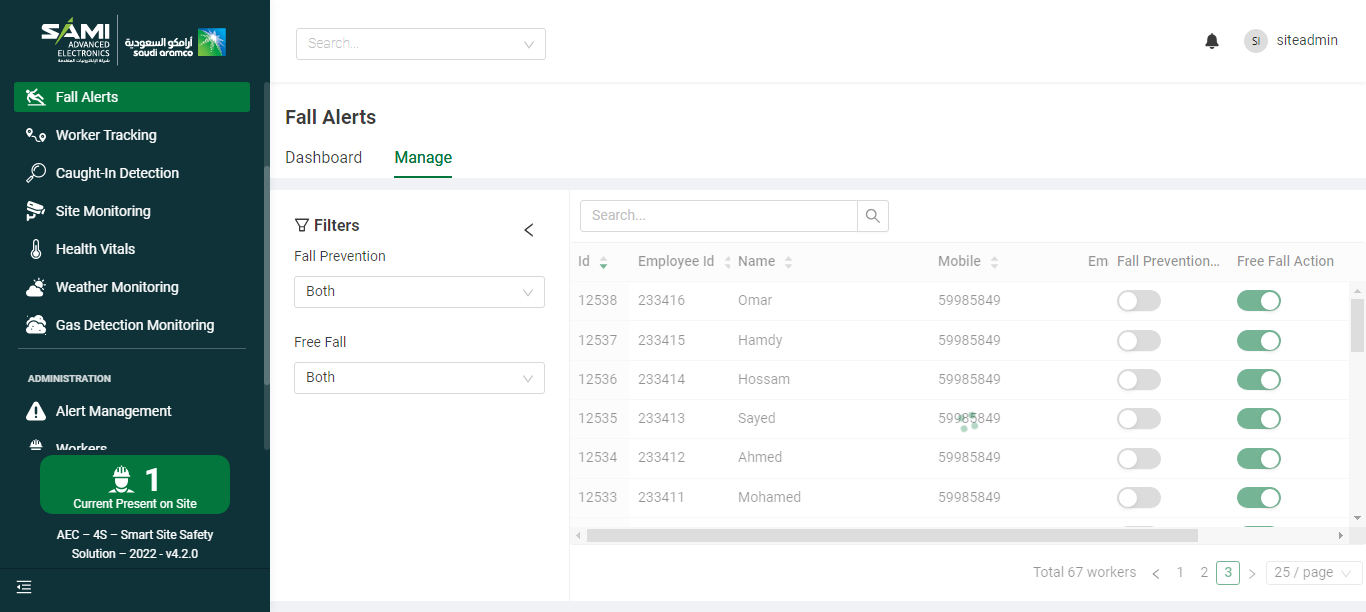 SAMI
ADVANCED
ELECTRONICS
شركة الإلكترونيات المتقدمة
أرامكو السعودية
saudi aramco
Search...
SI
siteadmin
Fall Alerts
Worker Tracking
Caught-In Detection
Site Monitoring
Health Vitals
Weather Monitoring
Gas Detection Monitoring
ADMINISTRATION
Alert Management
Workers
1
Current Present on Site
AEC – 4S – Smart Site Safety
Solution – 2022 - v4.2.0
Fall Alerts
Dashboard Manage
Filters
Fall Prevention
Both
Free Fall
Both
Search...
Id Employee Id Name Mobile Em Fall Prevention... Free Fall Action
12538 233416 Omar 59985849
12537 233415 Hamdy 59985849
12536 233414 Hossam 59985849
12535 233413 Sayed 59985849
12534 233412 Ahmed 59985849
12533 233411 Mohamed 59985849
Total 67 workers < 1 2 3 > 25 / page